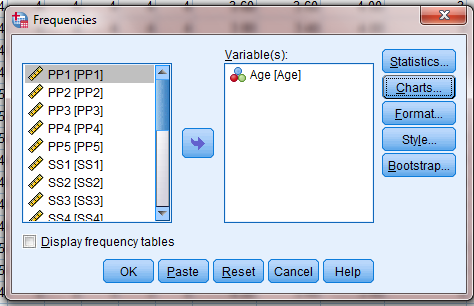 Frequencies
Variable(s):
PP1 [PP1]
PP2 [PP2]
PP3 [PP3]
PP4 [PP4]
PP5 [PP5]
SS1 [SS1]
SS2 [SS2]
SS3 [SS3]
SS4 [SS4]
Age [Age]
Statistics...
Charts...
Format...
Style...
Bootstrap...
Display frequency tables
OK Paste Reset Cancel Help